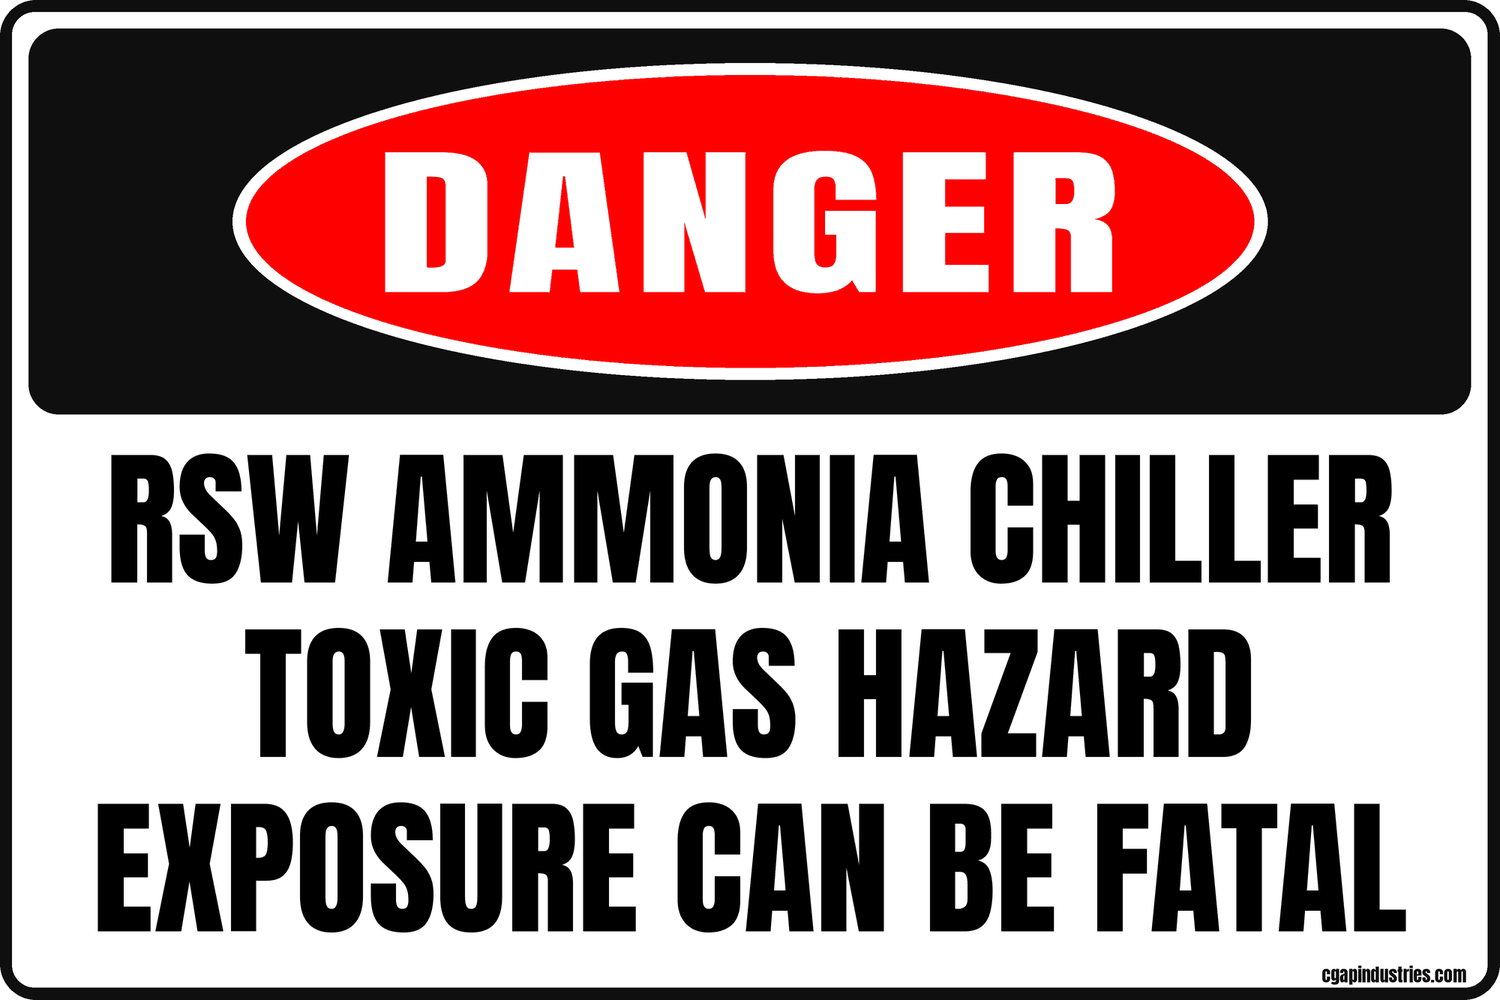 DANGER
RSW AMMONIA CHILLER
TOXIC GAS HAZARD
EXPOSURE CAN BE FATAL
cgapindustries.com